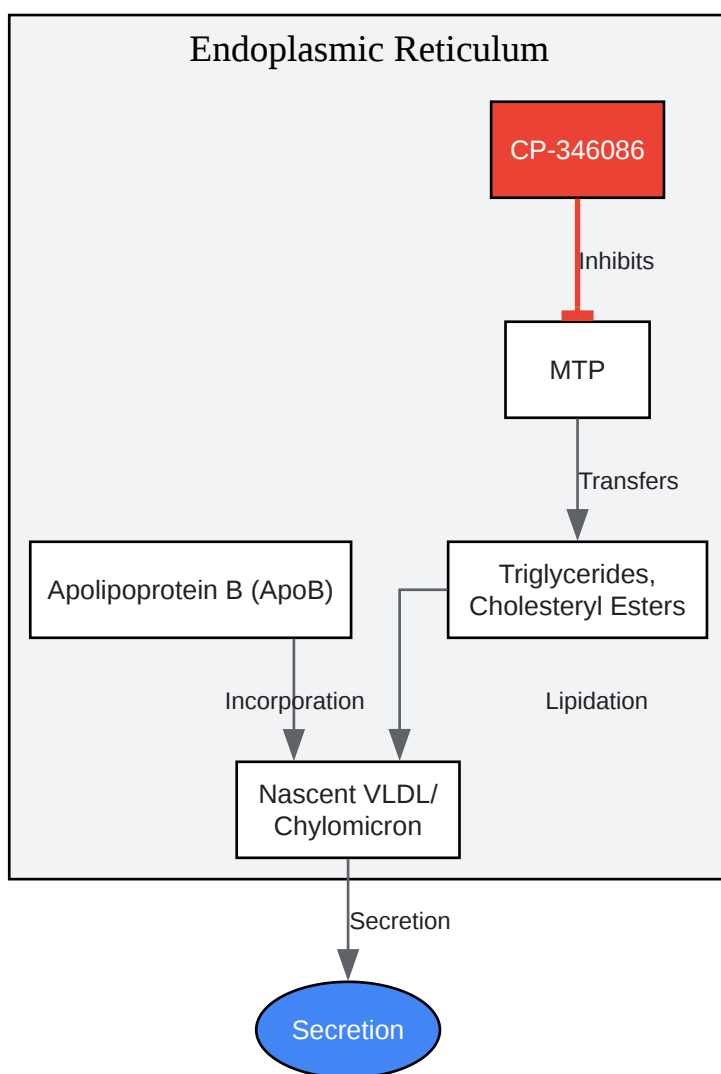 Endoplasmic Reticulum
CP-346086
Inhibits
MTP
Transfers
Apolipoprotein B (ApoB)
Triglycerides,
Cholesteryl Esters
Incorporation
Lipidation
Nascent VLDL/
Chylomicron
Secretion
Secretion